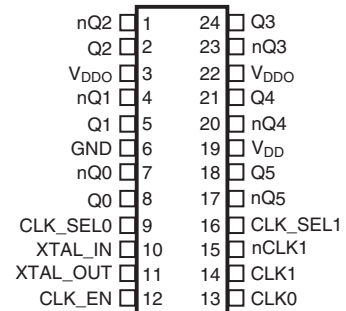 nQ2 1 24 Q3
Q2 2 23 nQ3
VDDO 3 22 VDDO
nQ1 4 21 Q4
Q1 5 20 nQ4
GND 6 19 VDD
nQ0 7 18 Q5
Q0 8 17 nQ5
CLK_SEL0 9 16 CLK_SEL1
XTAL_IN 10 15 nCLK1
XTAL_OUT 11 14 CLK1
CLK_EN 12 13 CLK0